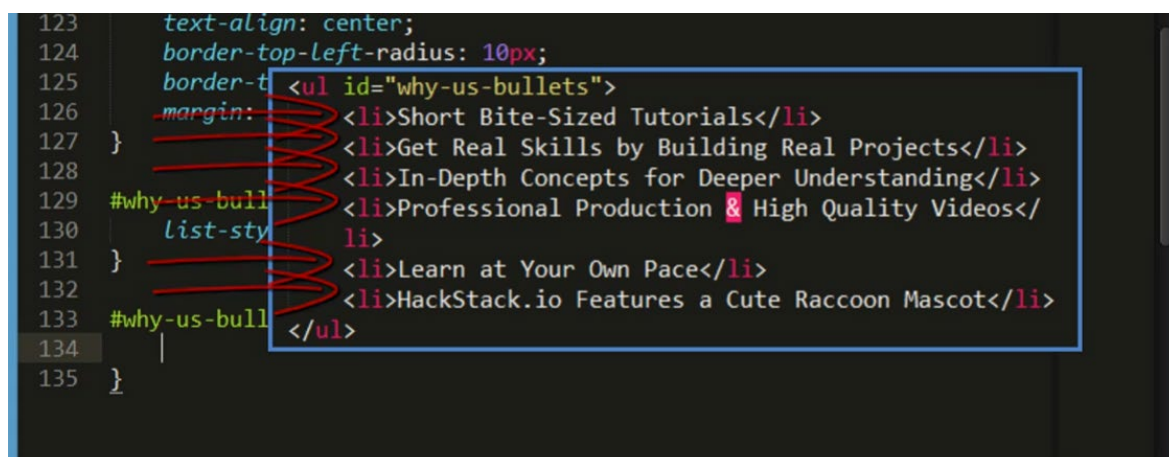 123 text-align: center;
124 border-top-left-radius: 10px;
125 border-t
126 margin:
127 }
128
129 #why-us-bull
130 list-sty
131 }
132
133 #why-us-bull
134
135 }
<ul id="why-us-bullets">
<li>Short Bite-Sized Tutorials</li>
<li>Get Real Skills by Building Real Projects</li>
<li>In-Depth Concepts for Deeper Understanding</li>
<li>Professional Production & High Quality Videos</
li>
<li>Learn at Your Own Pace</li>
<li>HackStack.io Features a Cute Raccoon Mascot</li>
</ul>